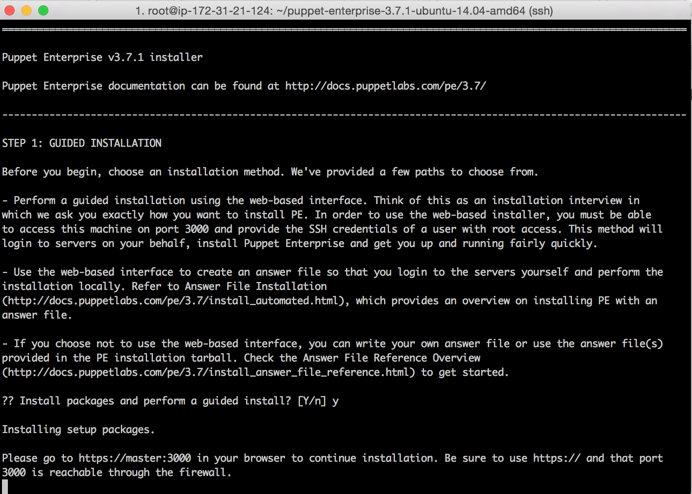 1. root@ip-172-31-21-124: ~/puppet-enterprise-3.7.1-ubuntu-14.04-amd64 (ssh)
Puppet Enterprise v3.7.1 installer
Puppet Enterprise documentation can be found at http://docs.puppetlabs.com/pe/3.7/
STEP 1: GUIDED INSTALLATION
Before you begin, choose an installation method. We've provided a few paths to choose from.
- Perform a guided installation using the web-based interface. Think of this as an installation interview in
which we ask you exactly how you want to install PE. In order to use the web-based installer, you must be able
to access this machine on port 3000 and provide the SSH credentials of a user with root access. This method will
login to servers on your behalf, install Puppet Enterprise and get you up and running fairly quickly.
- Use the web-based interface to create an answer file so that you login to the servers yourself and perform the
installation locally. Refer to Answer File Installation
(http://docs.puppetlabs.com/pe/3.7/install_automated.html), which provides an overview on installing PE with an
answer file.
- If you choose not to use the web-based interface, you can write your own answer file or use the answer file(s)
provided in the PE installation tarball. Check the Answer File Reference Overview
(http://docs.puppetlabs.com/pe/3.7/install_answer_file_reference.html) to get started.
?? Install packages and perform a guided install? [Y/n] y
Installing setup packages.
Please go to https://master:3000 in your browser to continue installation. Be sure to use https:// and that port
3000 is reachable through the firewall.